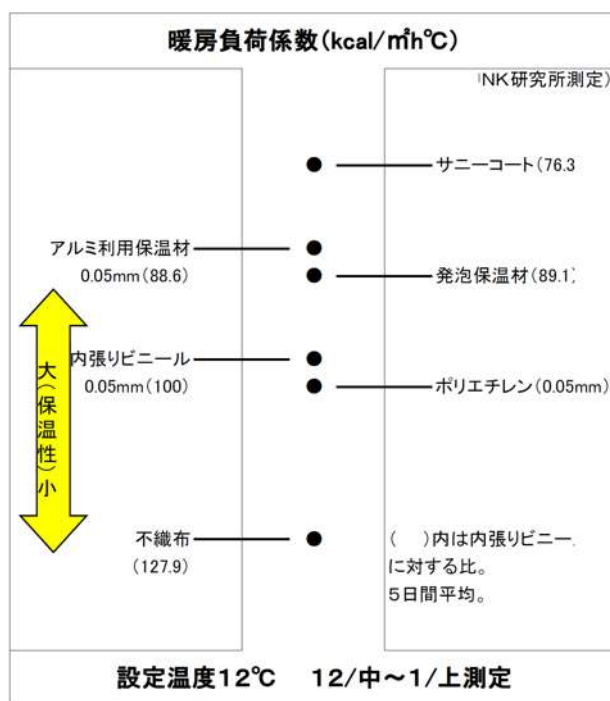 暖房負荷係数(kcal/㎡h℃)
NK研究所測定)
サニーコート(76.3
アルミ利用保温材
0.05mm(88.6)
発泡保温材(89.1)
内張りビニール
0.05mm(100)
ポリエチレン(0.05mm)
大(保温性)小
不織布
(127.9)
(　)内は内張りビニー
に対する比。
5日間平均。
設定温度12℃　12/中～1/上測定